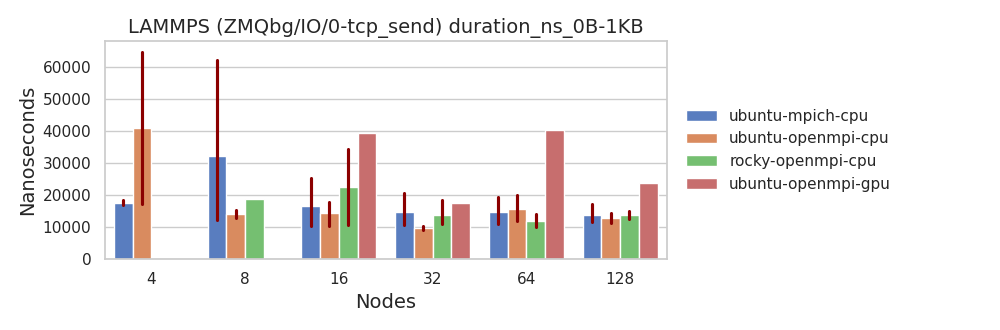 LAMMPS (ZMQbg/IO/0-tcp_send) duration_ns_0B-1KB
Nanoseconds
60000
50000
40000
30000
20000
10000
0
4 8 16 32 64 128
Nodes
ubuntu-mpich-cpu
ubuntu-openmpi-cpu
rocky-openmpi-cpu
ubuntu-openmpi-gpu